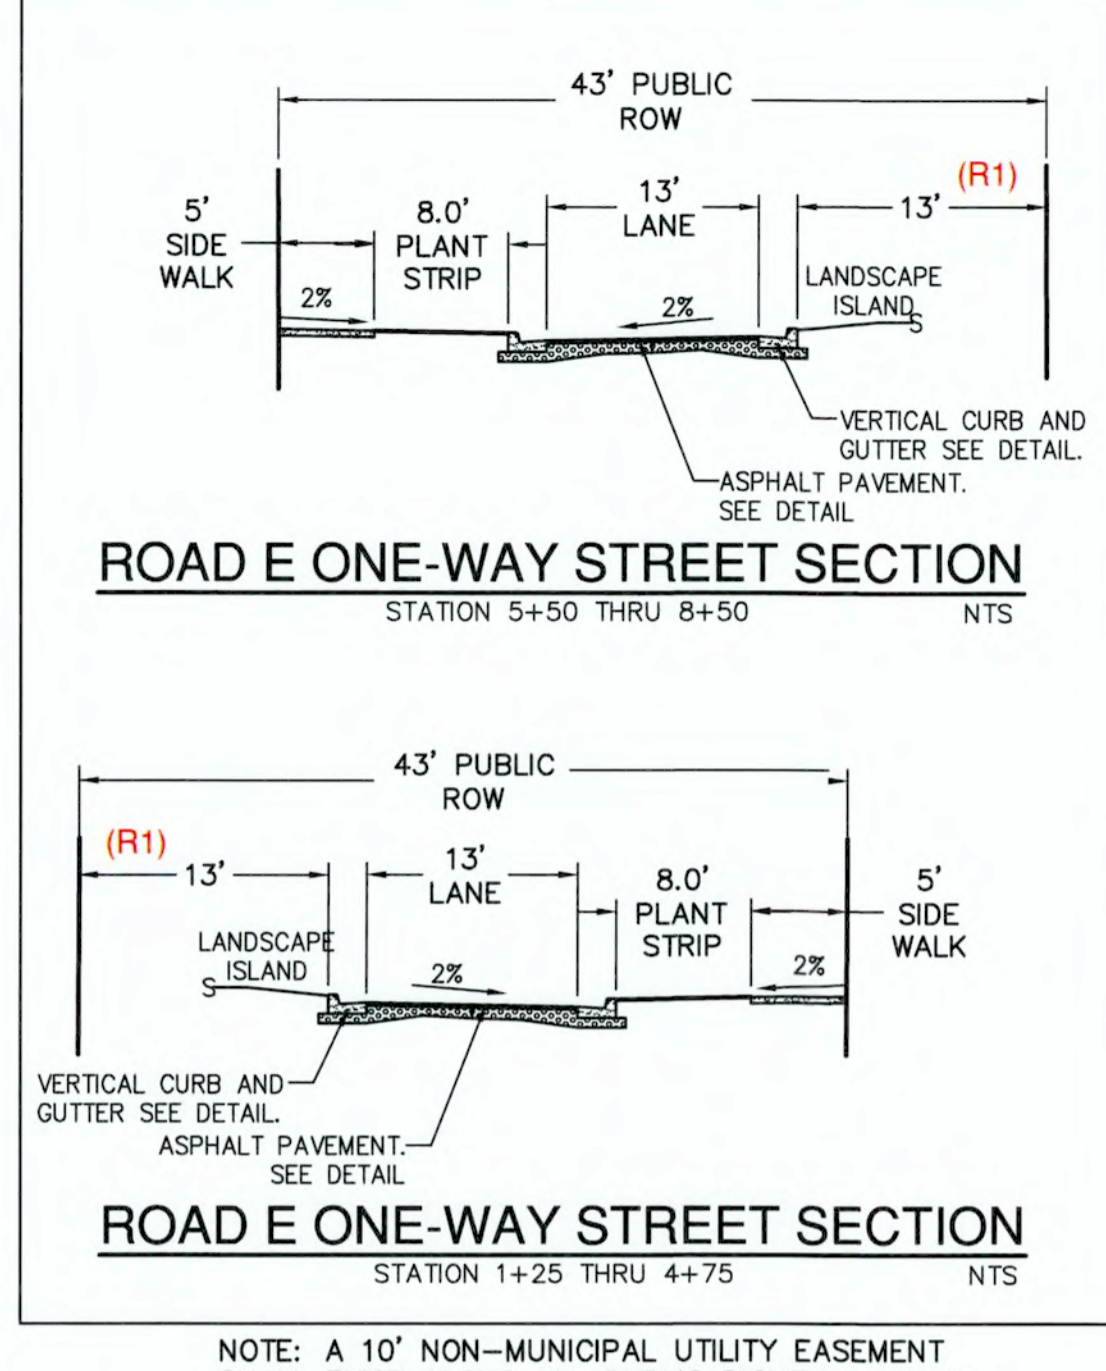 43' PUBLIC
ROW
(R1)
5'
SIDE
WALK
8.0'
PLANT
STRIP
13'
LANE
13'
LANDSCAPE
ISLAND
S
2%
2%
VERTICAL CURB AND
GUTTER SEE DETAIL.
ASPHALT PAVEMENT.
SEE DETAIL
ROAD E ONE-WAY STREET SECTION
STATION 5+50 THRU 8+50
NTS
43' PUBLIC
ROW
(R1)
13'
13'
LANE
8.0'
PLANT
STRIP
5'
SIDE
WALK
LANDSCAPE
ISLAND
S
2%
2%
VERTICAL CURB AND
GUTTER SEE DETAIL.
ASPHALT PAVEMENT.
SEE DETAIL
ROAD E ONE-WAY STREET SECTION
STATION 1+25 THRU 4+75
NTS
NOTE: A 10' NON-MUNICIPAL UTILITY EASEMENT